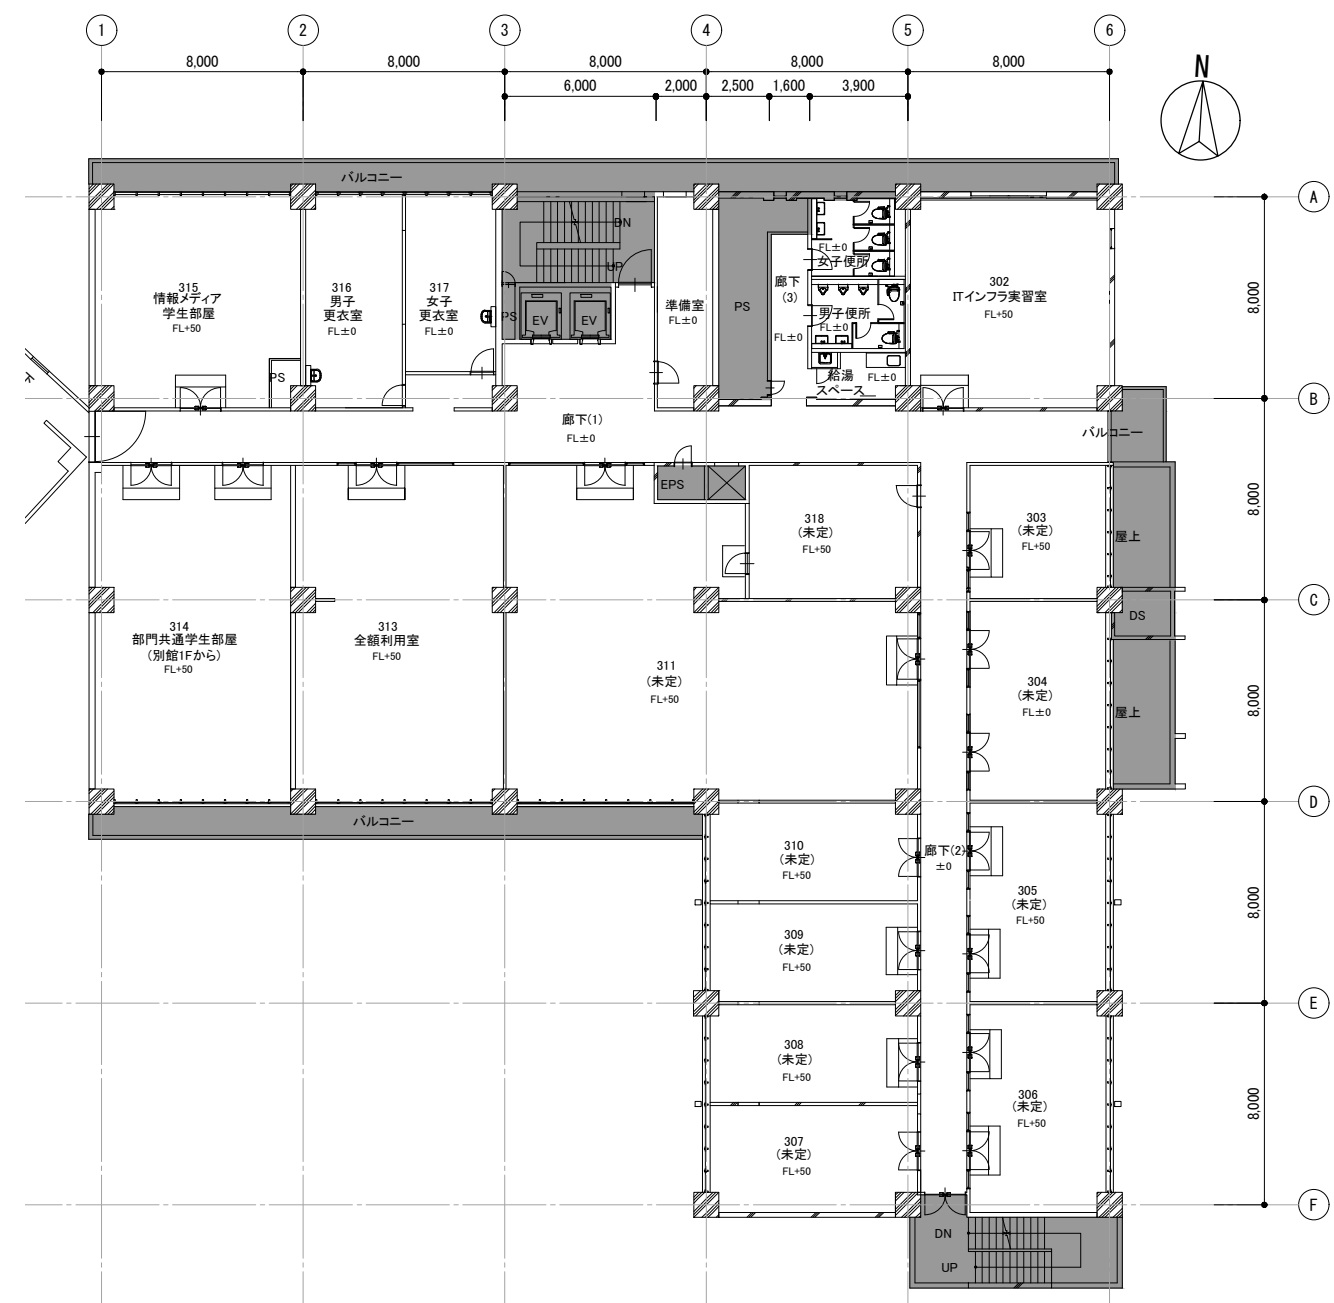 1 2 3 4 5 6
8,000 8,000 8,000 8,000 8,000
6,000 2,000 2,500 1,600 3,900
N
バルコニー
A
DN
UP
315
情報メディア
学生部屋
FL+50
316
男子
更衣室
FL±0
317
女子
更衣室
FL±0
PS
EV
EV
準備室
FL±0
PS
廊下
(3)
FL±0
FL±0
女子便所
男子便所
FL±0
給湯
スペース
FL±0
302
ITインフラ実習室
FL+50
8,000
PS
B
廊下(1)
FL±0
バルコニー
EPS
318
(未定)
FL+50
303
(未定)
FL+50
屋上
8,000
C
DS
314
部門共通学生部屋
(別館1Fから)
FL+50
313
全額利用室
FL+50
311
(未定)
FL+50
304
(未定)
FL±0
屋上
8,000
D
バルコニー
310
(未定)
FL+50
廊下(2)
±0
305
(未定)
FL+50
8,000
309
(未定)
FL+50
E
308
(未定)
FL+50
306
(未定)
FL+50
8,000
307
(未定)
FL+50
F
DN
UP